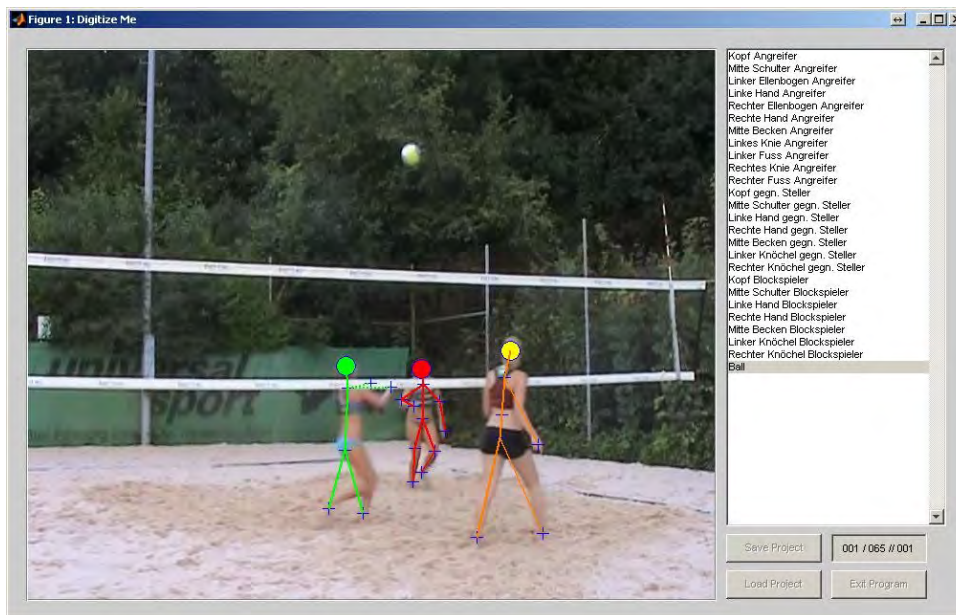 Figure 1: Digitize Me
Kopf Angreifer
Mitte Schulter Angreifer
Linker Ellenbogen Angreifer
Linke Hand Angreifer
Rechter Ellenbogen Angreifer
Rechte Hand Angreifer
Mitte Becken Angreifer
Linkes Knie Angreifer
Linker Fuss Angreifer
Rechtes Knie Angreifer
Rechter Fuss Angreifer
Kopf gegn. Steller
Mitte Schulter gegn. Steller
Linke Hand gegn. Steller
Rechte Hand gegn. Steller
Mitte Becken gegn. Steller
Linker Knöchel gegn. Steller
Rechter Knöchel gegn. Steller
Kopf Blockspieler
Mitte Schulter Blockspieler
Linke Hand Blockspieler
Rechte Hand Blockspieler
Mitte Becken Blockspieler
Linker Knöchel Blockspieler
Rechter Knöchel Blockspieler
Ball
sport
Save Project
001 / 065 // 001
Load Project
Exit Program